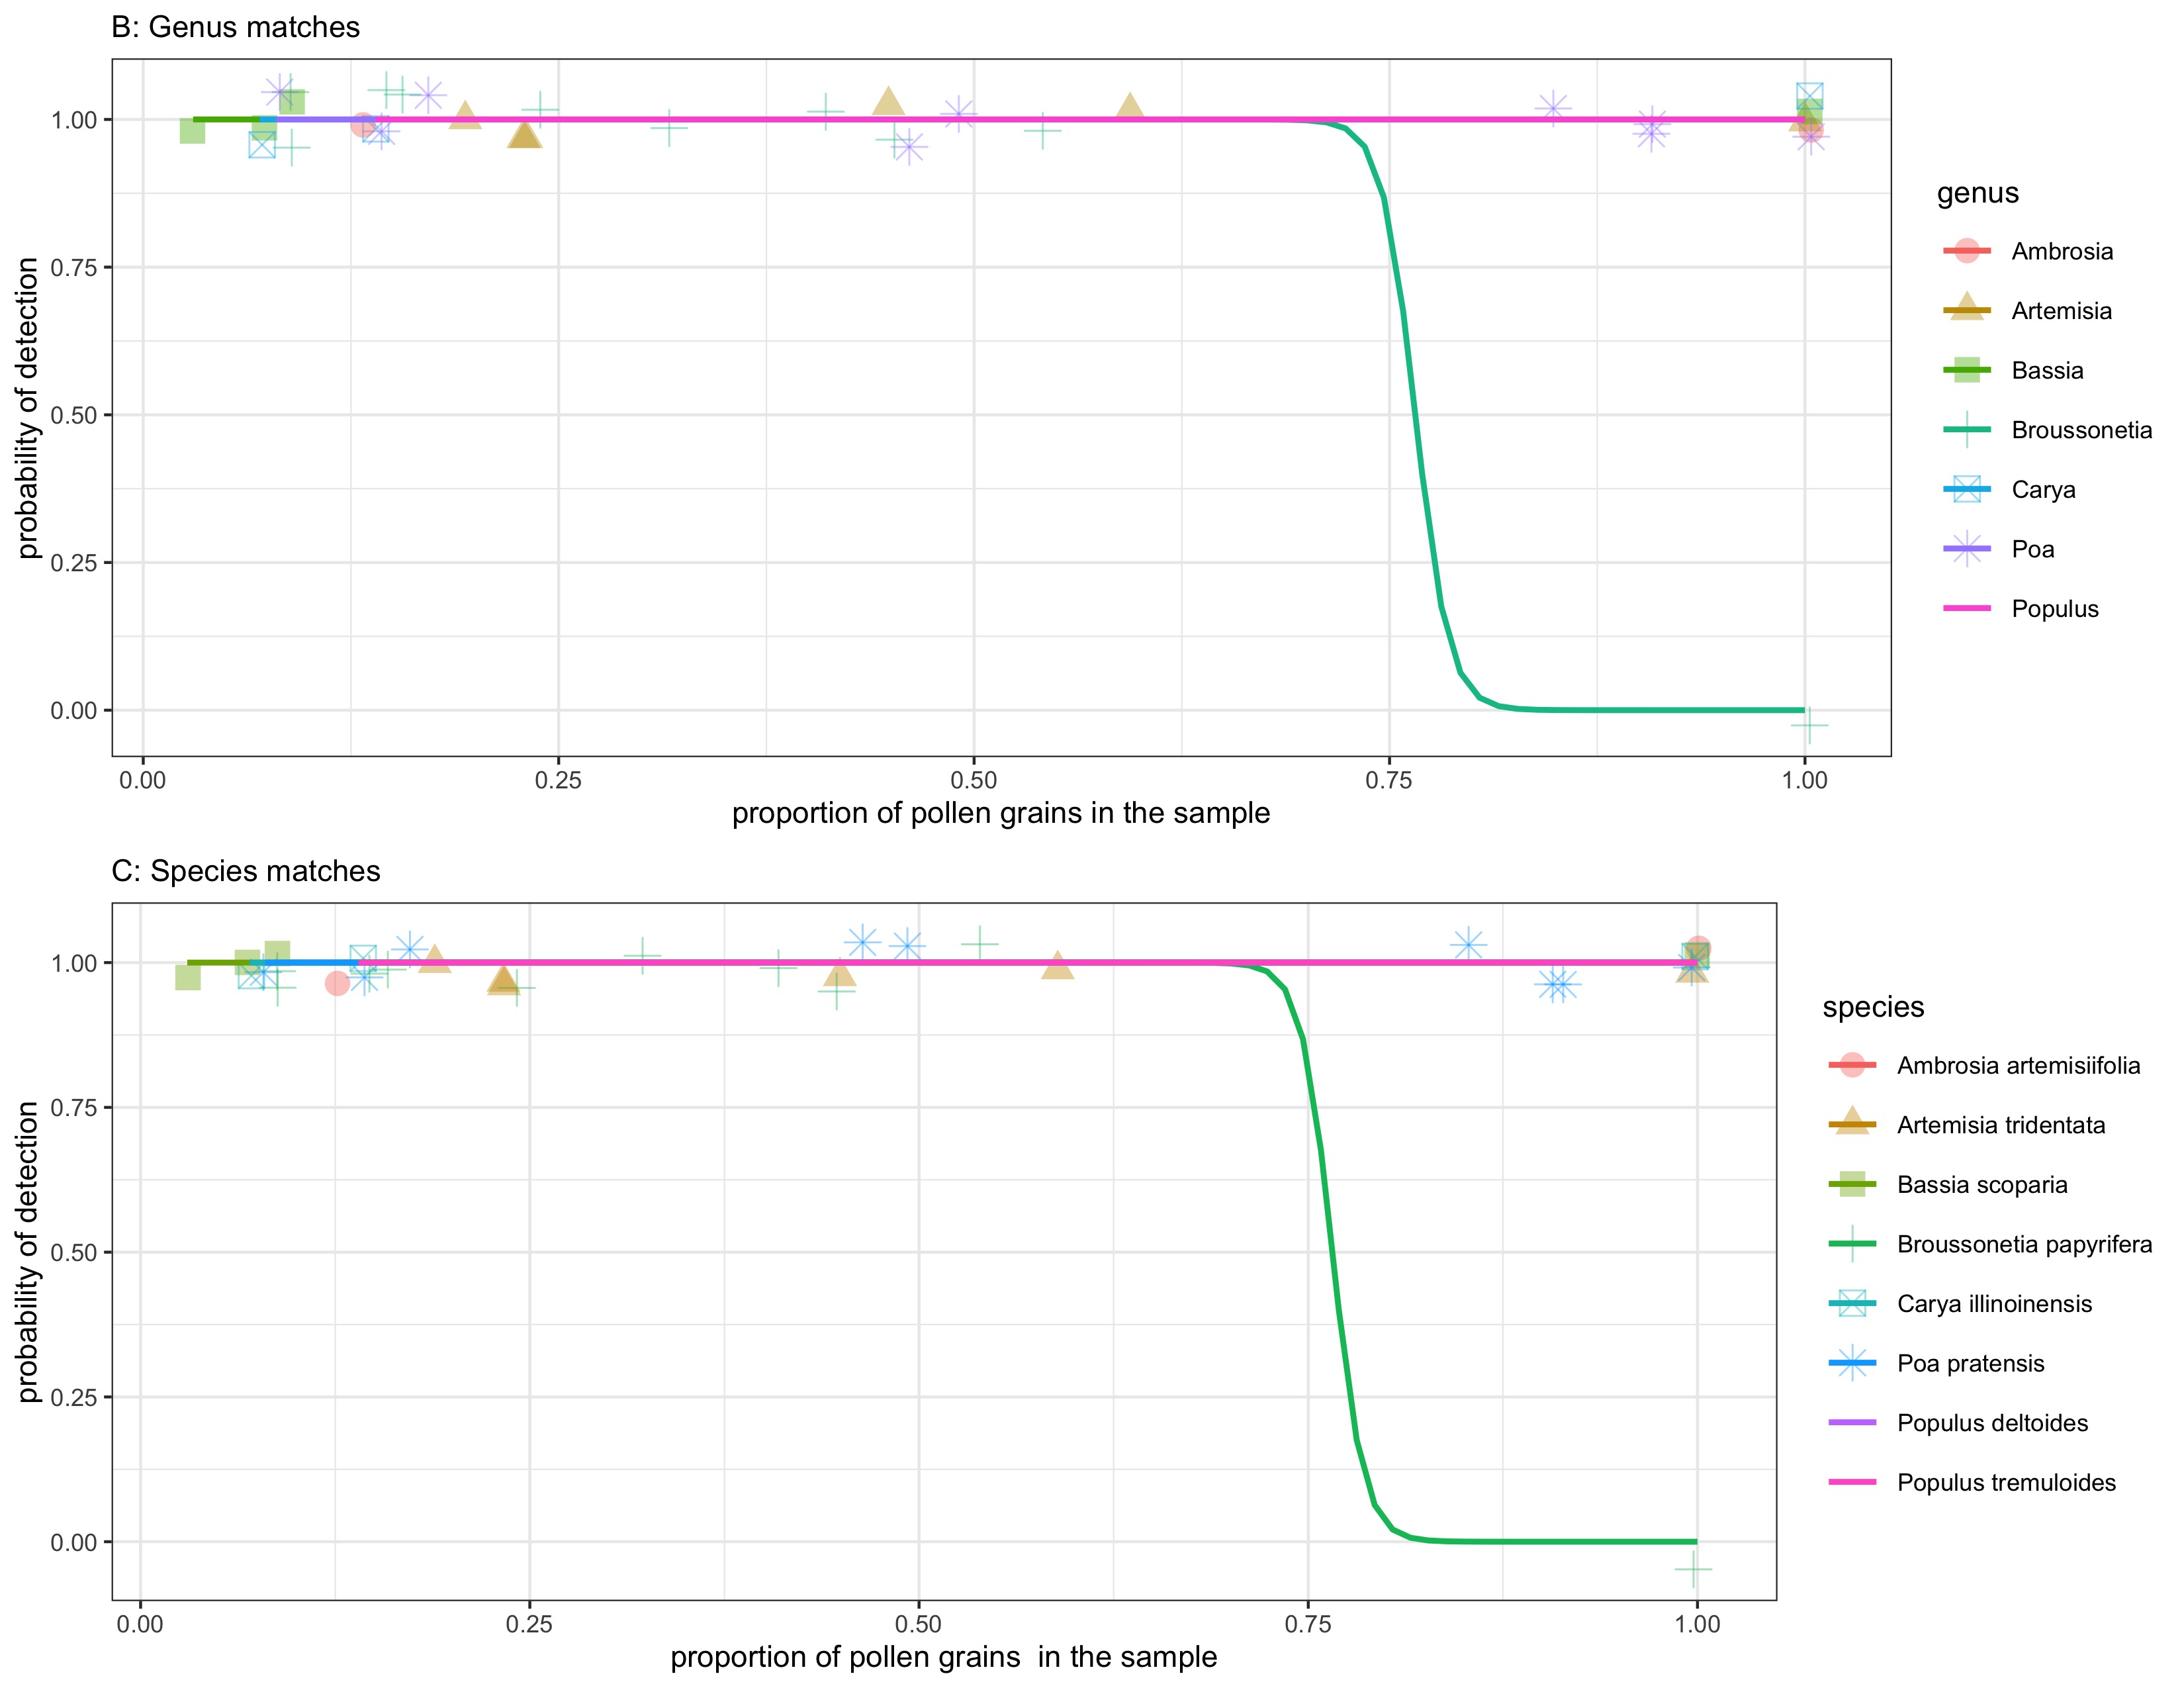 B: Genus matches
1.00
0.75
0.50
0.25
0.00
probability of detection
0.00 0.25 0.50 0.75 1.00
proportion of pollen grains in the sample
genus
Ambrosia
Artemisia
Bassia
Broussonetia
Carya
Poa
Populus
C: Species matches
1.00
0.75
0.50
0.25
0.00
probability of detection
0.00 0.25 0.50 0.75 1.00
proportion of pollen grains  in the sample
species
Ambrosia artemisiifolia
Artemisia tridentata
Bassia scoparia
Broussonetia papyrifera
Carya illinoinensis
Poa pratensis
Populus deltoides
Populus tremuloides